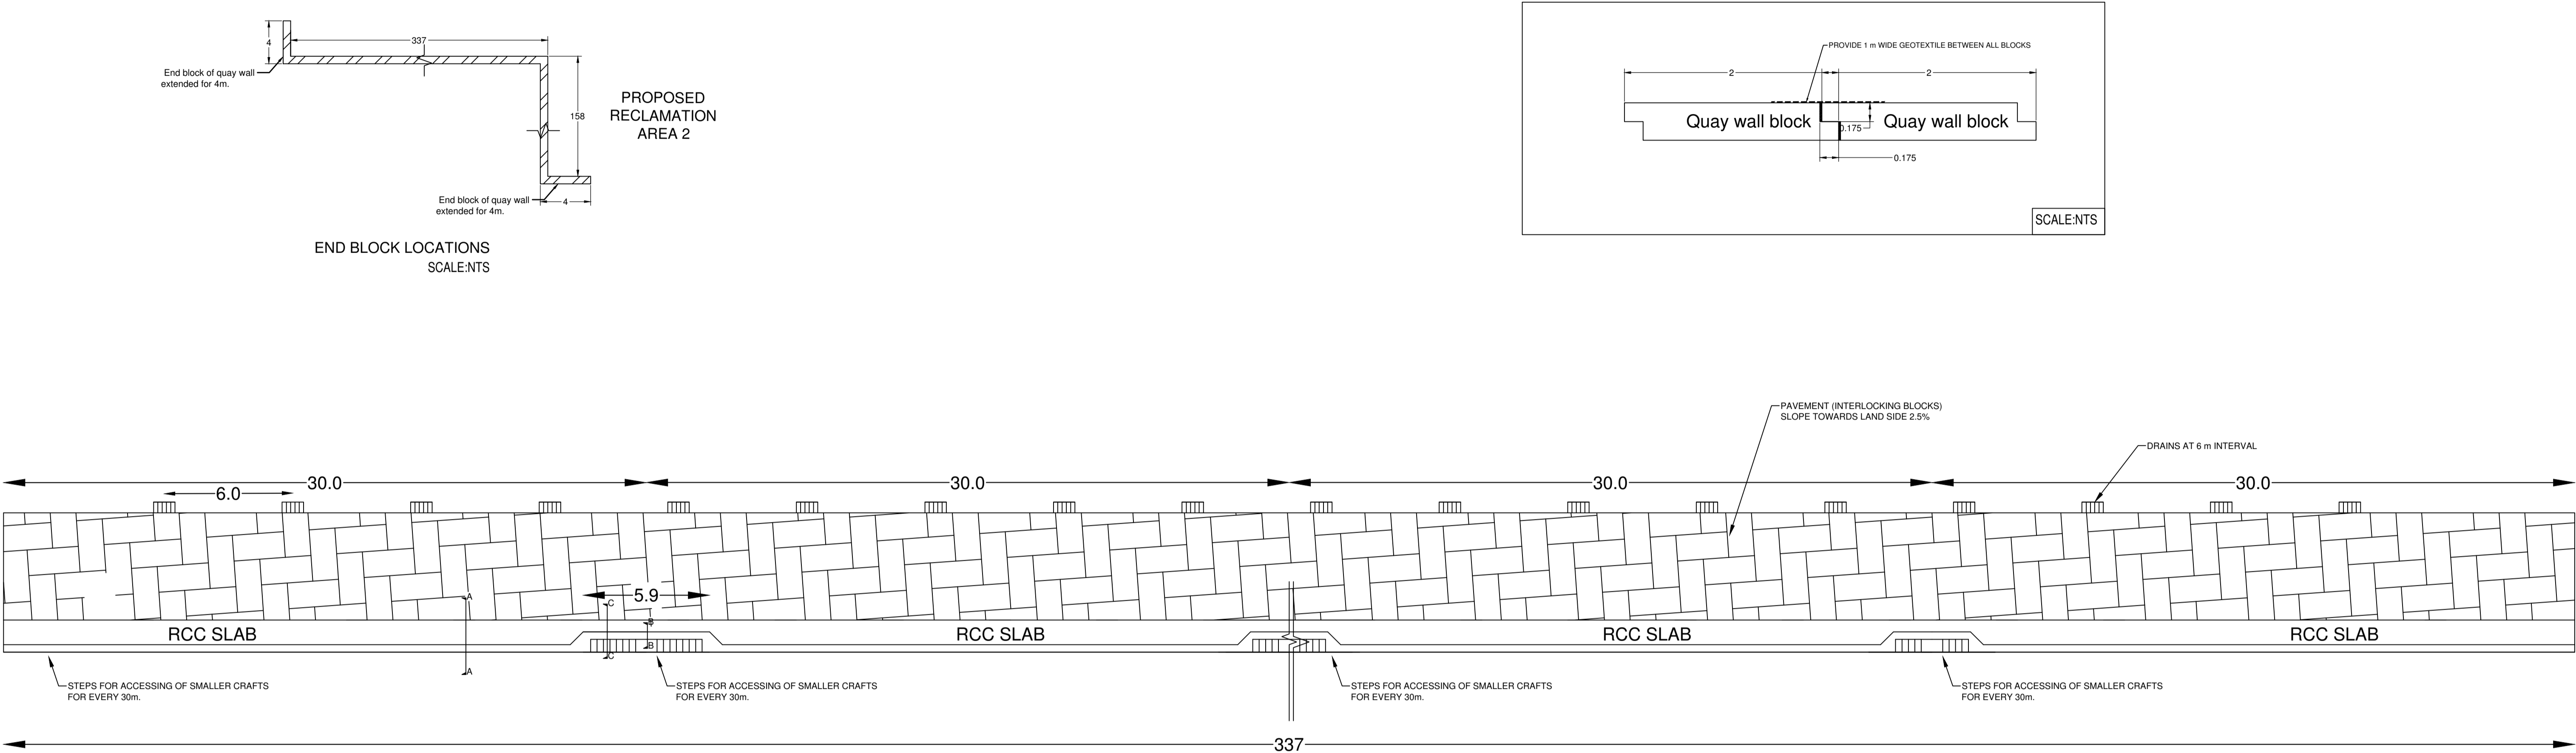 4
337
End block of quay wall
extended for 4m.
158
PROPOSED
RECLAMATION
AREA 2
End block of quay wall
extended for 4m.
4
END BLOCK LOCATIONS
SCALE:NTS
PROVIDE 1 m WIDE GEOTEXTILE BETWEEN ALL BLOCKS
2
2
Quay wall block
0.175
Quay wall block
0.175
SCALE:NTS
PAVEMENT (INTERLOCKING BLOCKS)
SLOPE TOWARDS LAND SIDE 2.5%
DRAINS AT 6 m INTERVAL
30.0
30.0
30.0
30.0
6.0
5.9
A
C
B
RCC SLAB
RCC SLAB
RCC SLAB
RCC SLAB
B
C
A
STEPS FOR ACCESSING OF SMALLER CRAFTS
FOR EVERY 30m.
STEPS FOR ACCESSING OF SMALLER CRAFTS
FOR EVERY 30m.
STEPS FOR ACCESSING OF SMALLER CRAFTS
FOR EVERY 30m.
STEPS FOR ACCESSING OF SMALLER CRAFTS
FOR EVERY 30m.
337